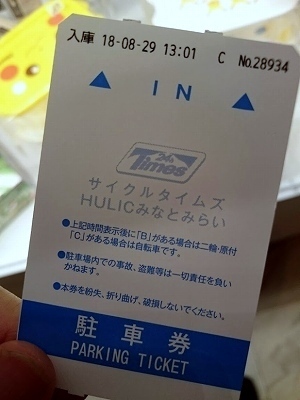 入庫 18-08-29 13:01 C No.28934
▲ IN ▲
24h
Times
サイクルタイムズ
HULICみなとみらい
●上記時間表示後に「B」がある場合は二輪・原付
「C」がある場合は自転車です。
●駐車場内での事故、盗難等は一切責任を負い
かねます。
●本券を紛失、折り曲げ、破損しないでください。
駐車券
PARKING TICKET